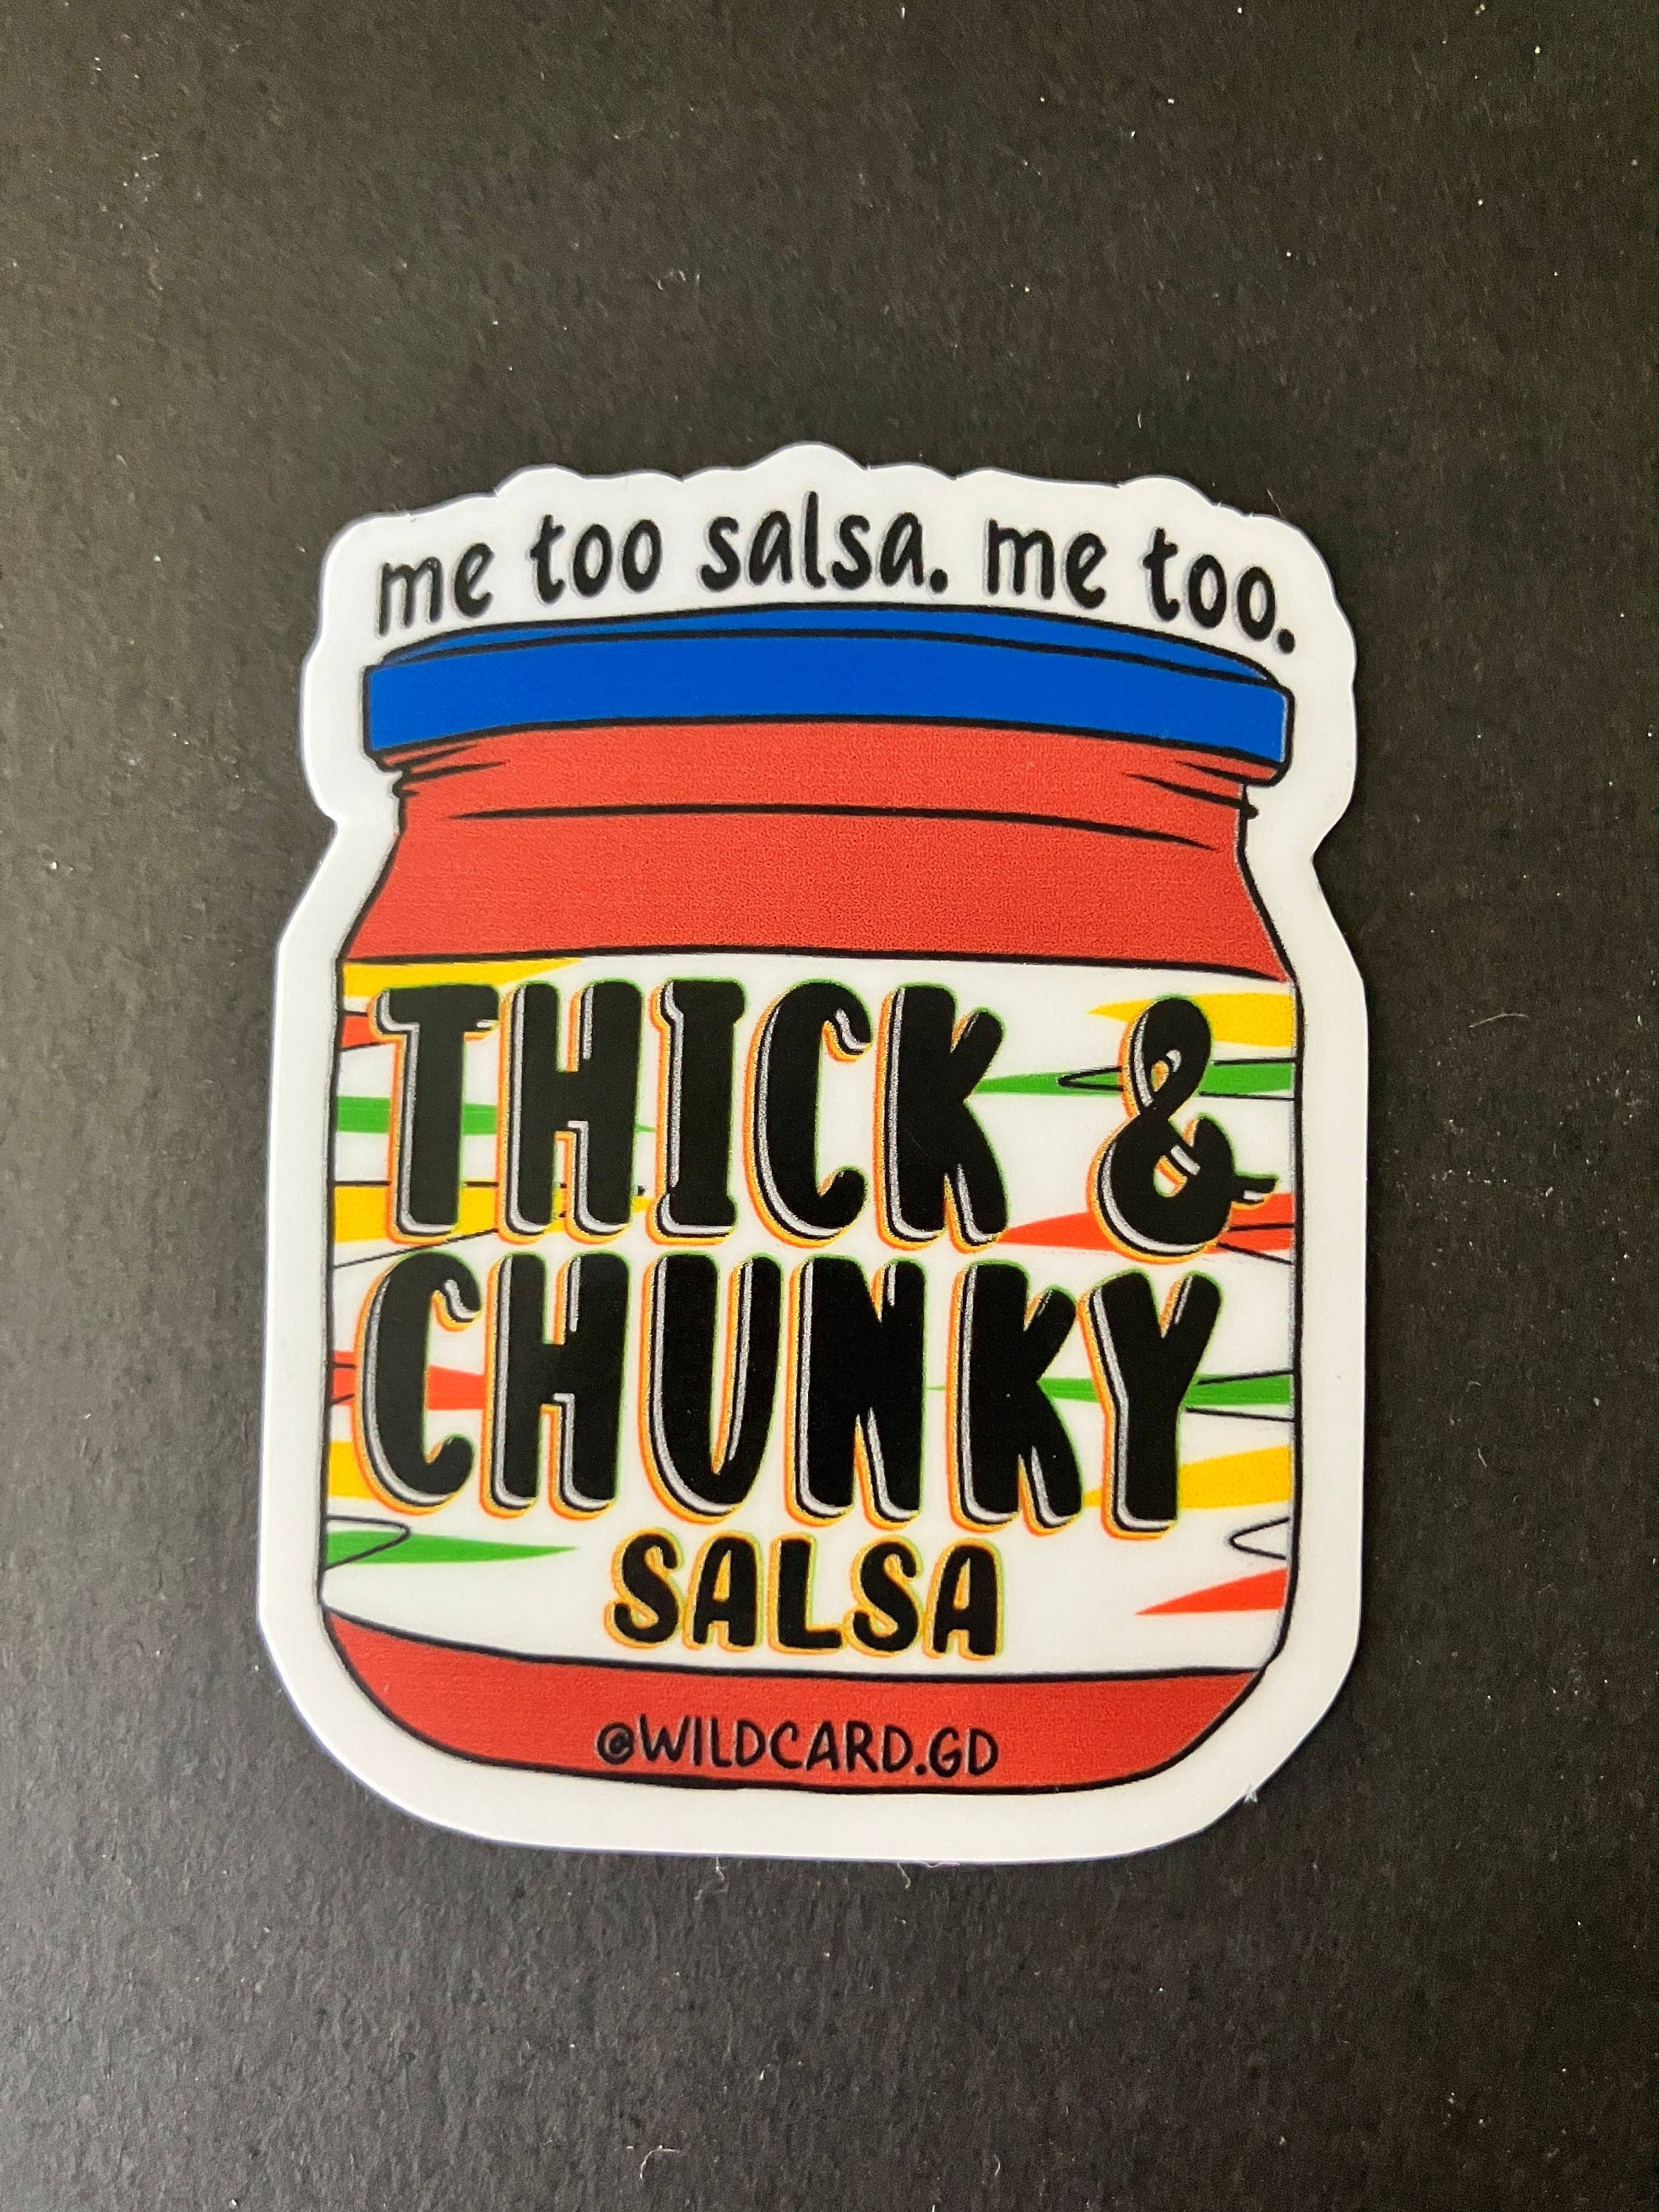 me too salsa. me too.
THICK &
CHUNKY
SALSA
@WILDCARD.GD